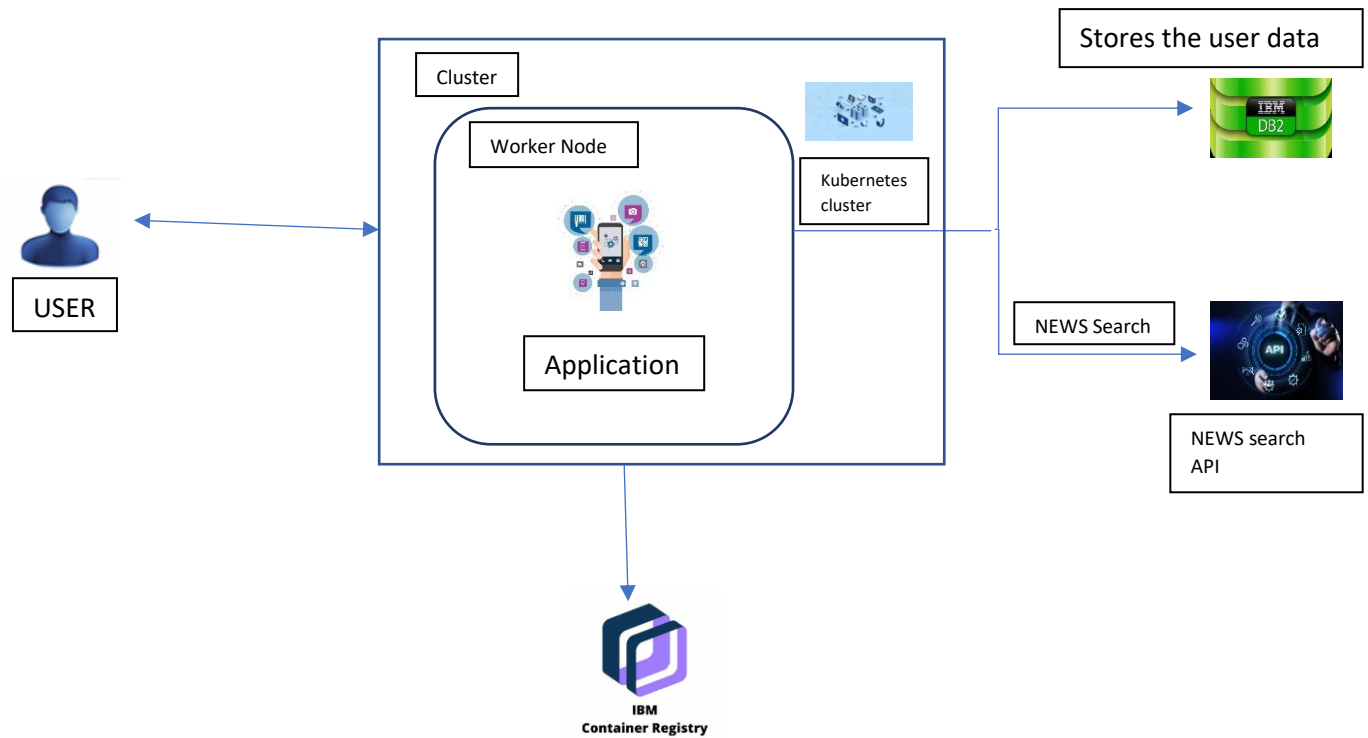 Stores the user data
Cluster
IBM
DB2
Worker Node
Kubernetes
cluster
USER
NEWS Search
API
Application
NEWS search
API
IBM
Container Registry